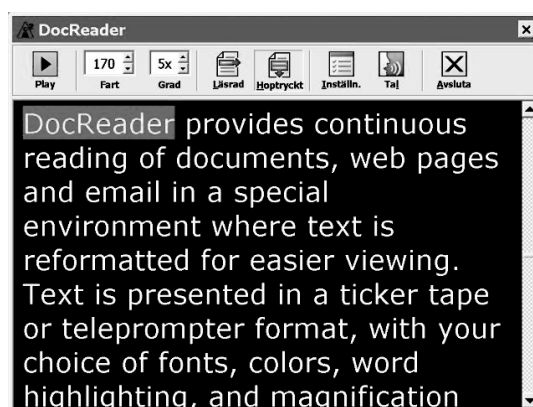 DocReader
170 5x
Play Fart Grad Läsrad Hoptryckt Inställn. Tal Avsluta
DocReader provides continuous
reading of documents, web pages
and email in a special
environment where text is
reformatted for easier viewing.
Text is presented in a ticker tape
or teleprompter format, with your
choice of fonts, colors, word
highlighting, and magnification